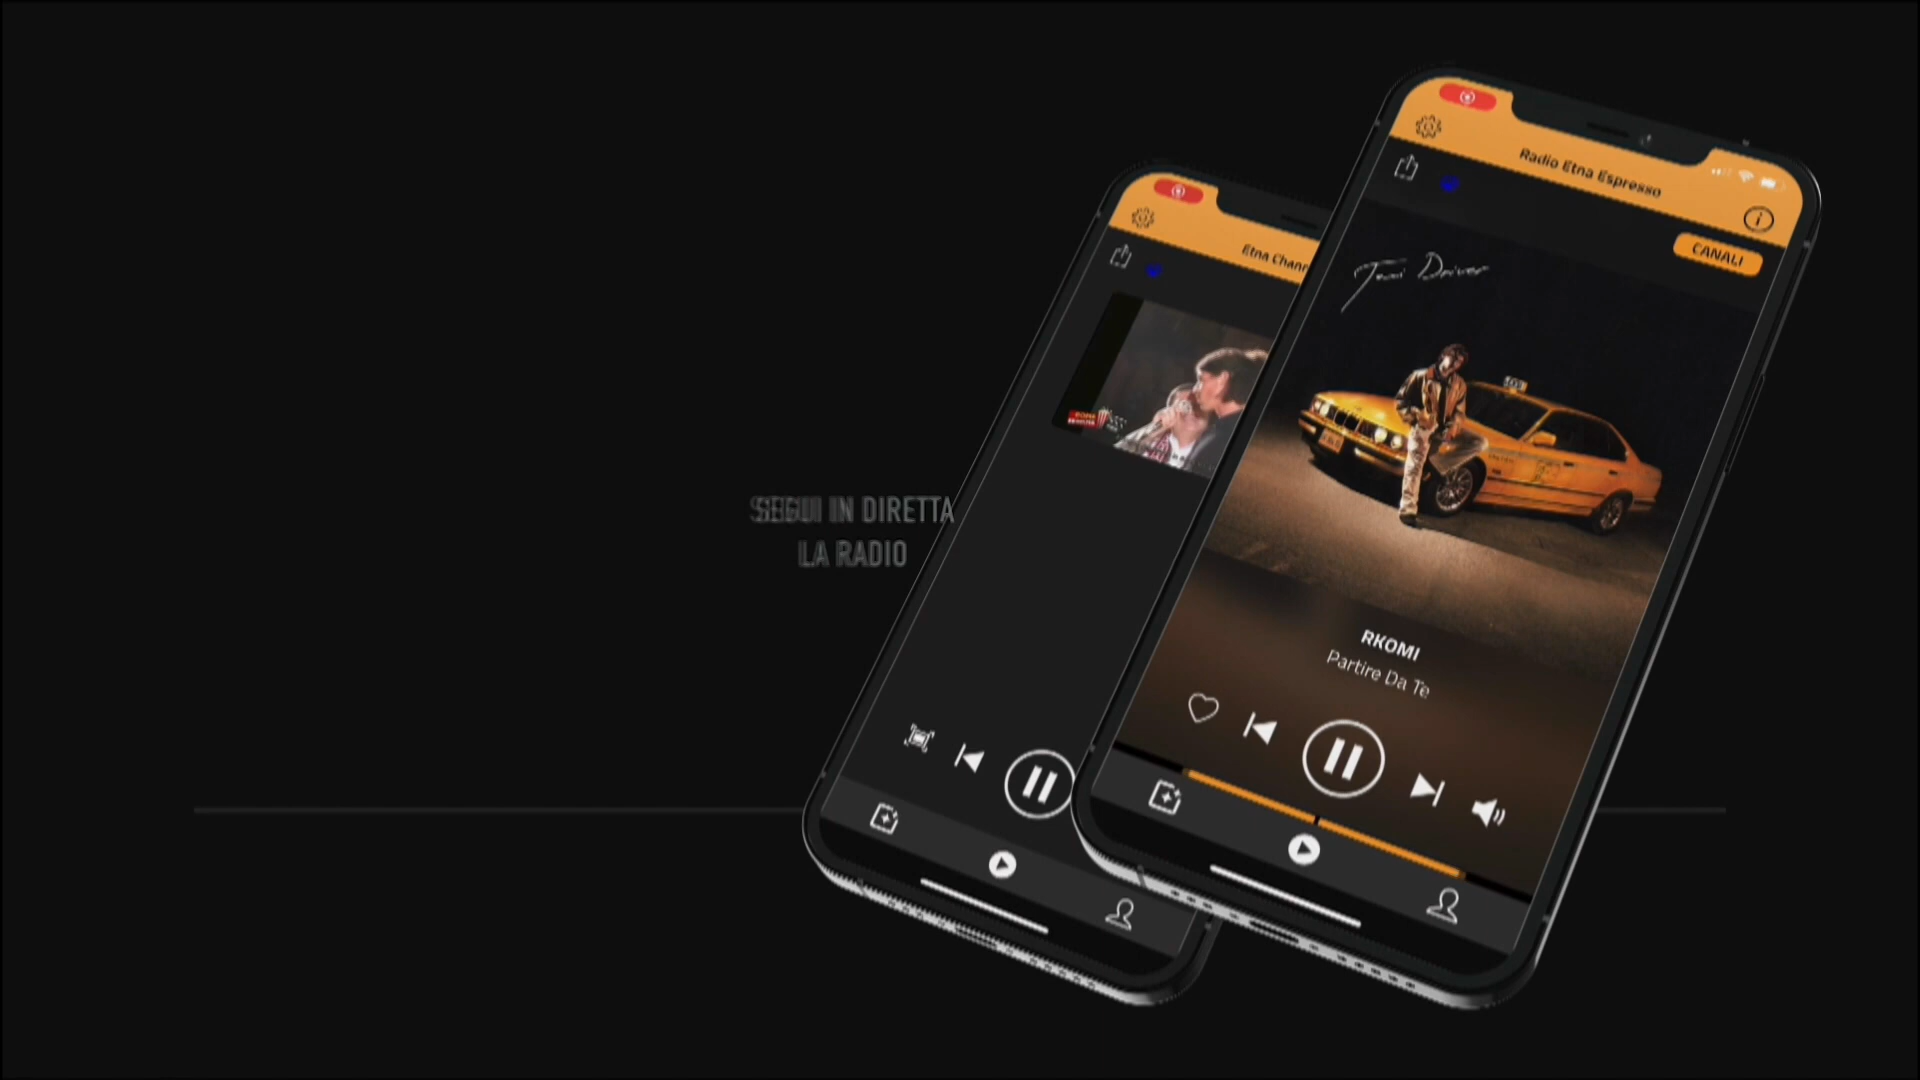 SEGUI IN DIRETTA
LA RADIO
Radio Etna Espresso
CANALI
Taxi Driver
RKOMI
Partire Da Te